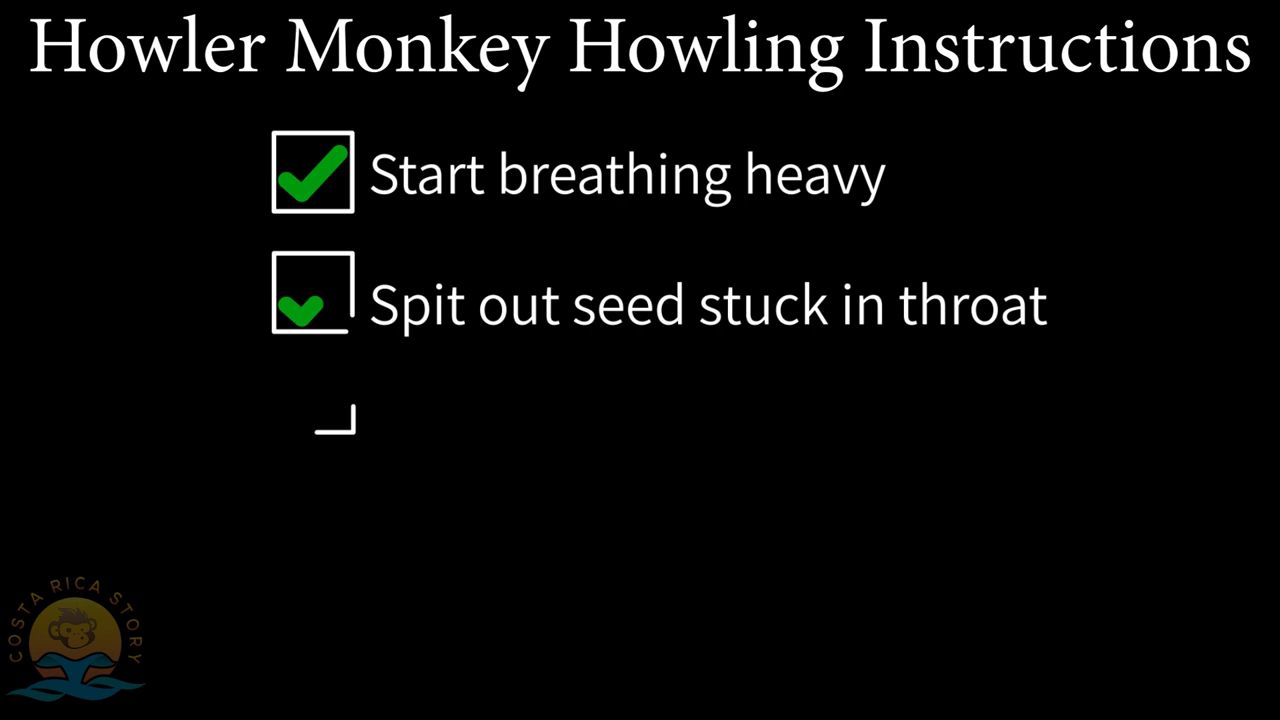 Howler Monkey Howling Instructions
Start breathing heavy
Spit out seed stuck in throat
COSTA RICA STORY